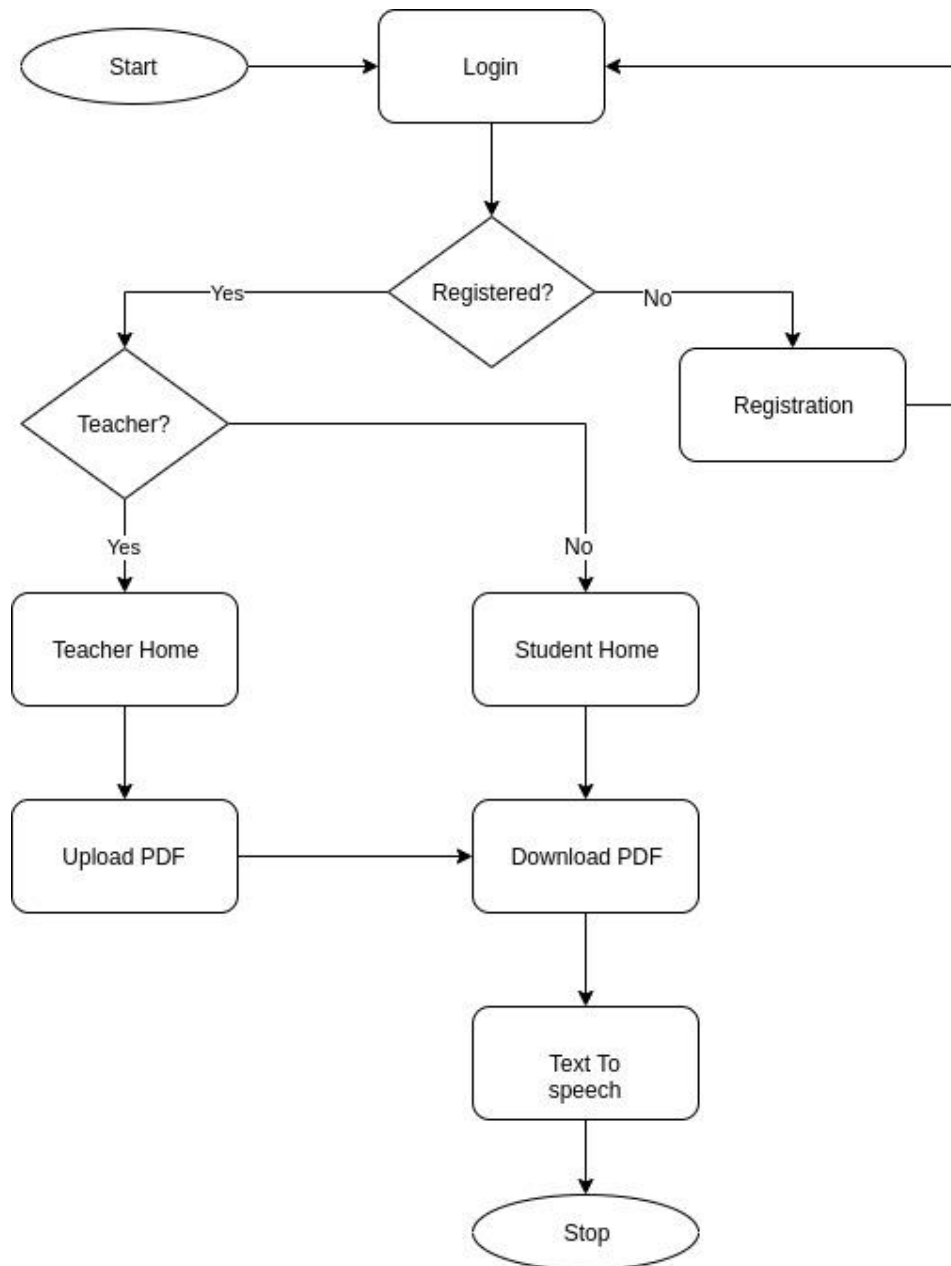 Start
Login
Registered?
Yes
No
Teacher?
Registration
Yes
No
Teacher Home
Student Home
Upload PDF
Download PDF
Text To
speech
Stop